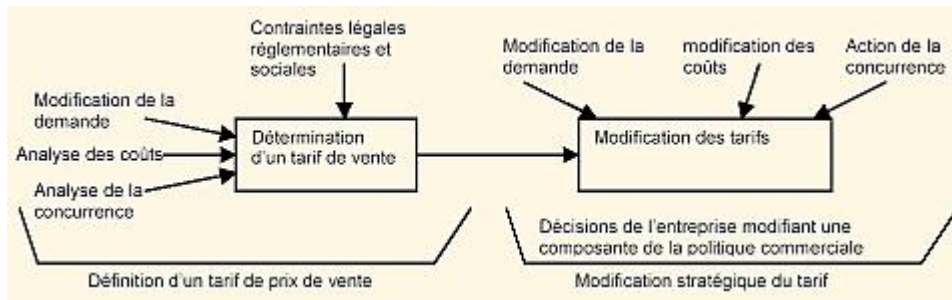 Contraintes légales
réglementaires et
sociales
Modification de la
demande
modification des
coûts
Action de la
concurrence
Modification de la
demande
Analyse des coûts
Analyse de la
concurrence
Détermination
d'un tarif de vente
Modification des tarifs
Décisions de l'entreprise modifiant une
composante de la politique commerciale
Définition d'un tarif de prix de vente
Modification stratégique du tarif